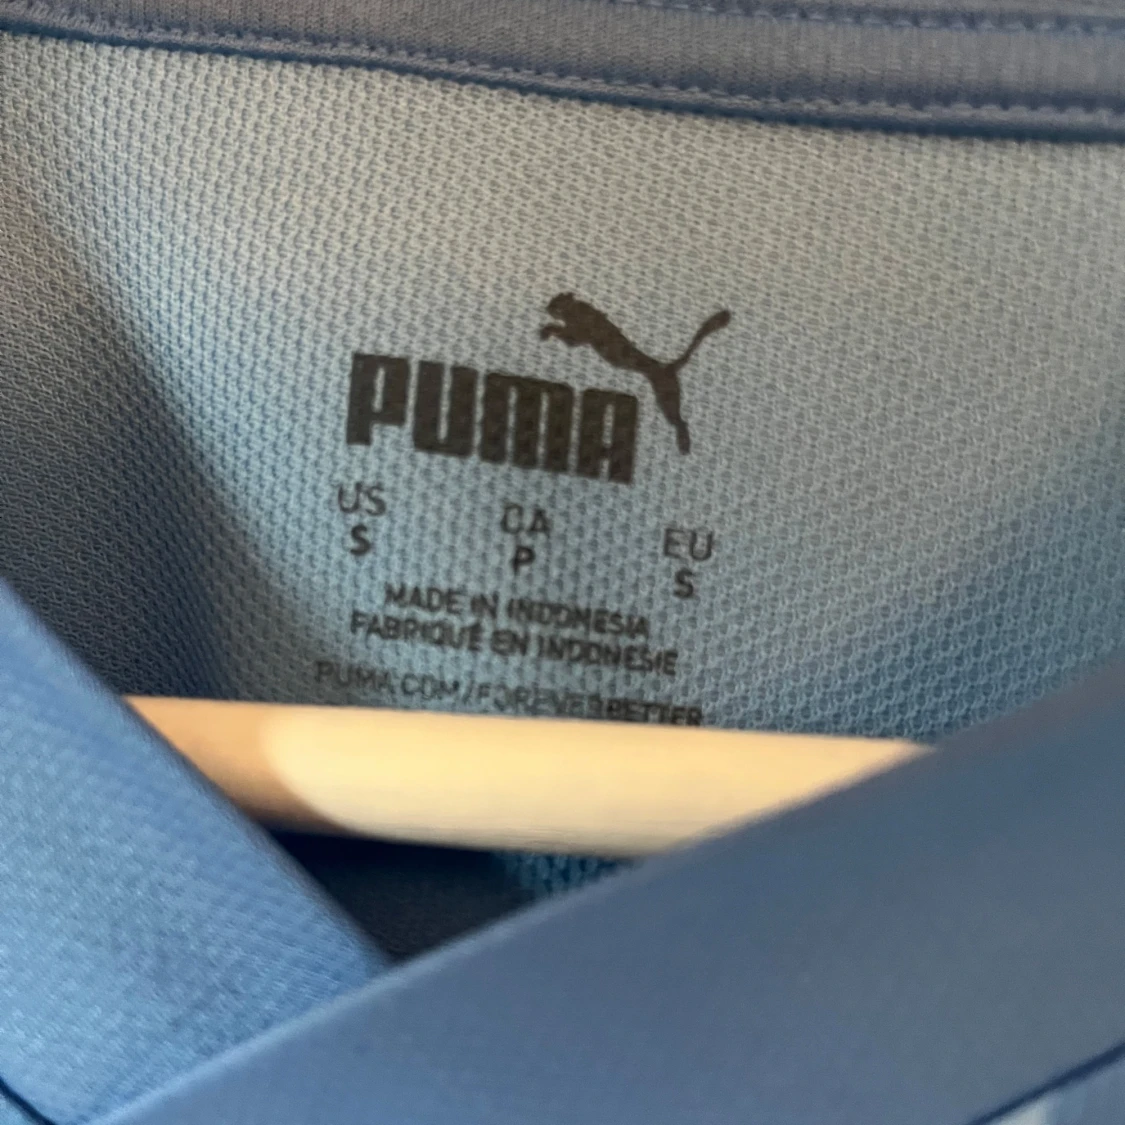 PUMA
US CA EU
S P S
MADE IN INDONESIA
FABRIQUÉ EN INDONÉSIE
PUMA.COM/FOREVERBETTER